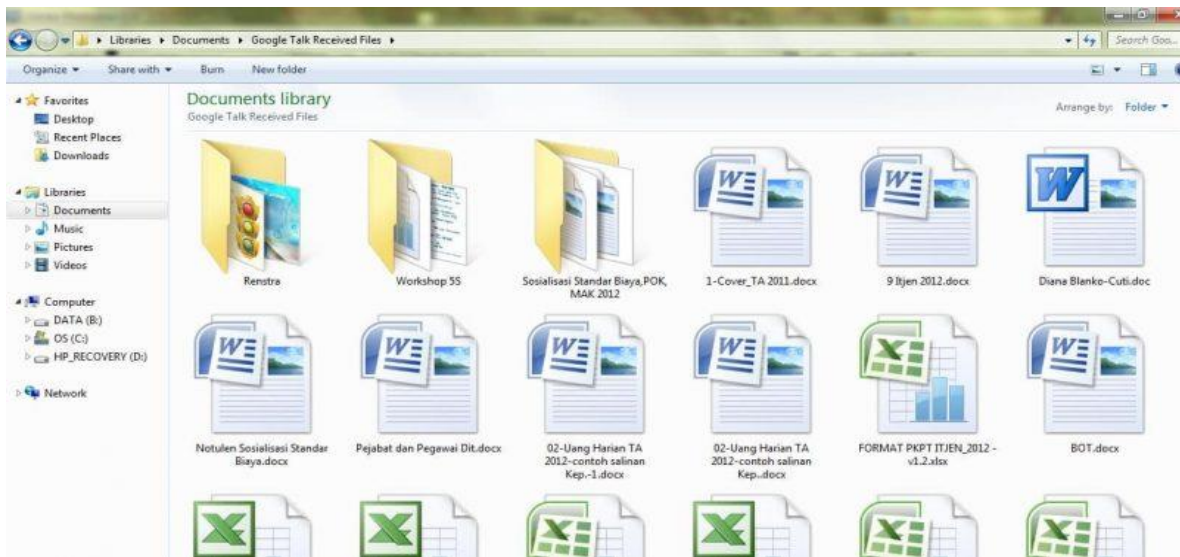 Libraries ▸ Documents ▸ Google Talk Received Files ▸
Search Goo...
Organize Share with Burn New folder
Favorites
Desktop
Recent Places
Downloads
Libraries
Documents
Music
Pictures
Videos
Computer
DATA (B:)
OS (C:)
HP_RECOVERY (D:)
Network
Documents library
Google Talk Received Files
Arrange by: Folder
Renstra
Workshop 5S
Sosialisasi Standar Biaya,POK,
MAK 2012
1-Cover_TA 2011.docx
9 Itjen 2012.docx
Diana Blanko-Cuti.doc
Notulen Sosialisasi Standar
Biaya.docx
Pejabat dan Pegawai Dit.docx
02-Uang Harian TA
2012-contoh salinan
Kep.-1.docx
02-Uang Harian TA
2012-contoh salinan
Kep..docx
FORMAT PKPT ITJEN_2012 -
v1.2.xlsx
BOT.docx